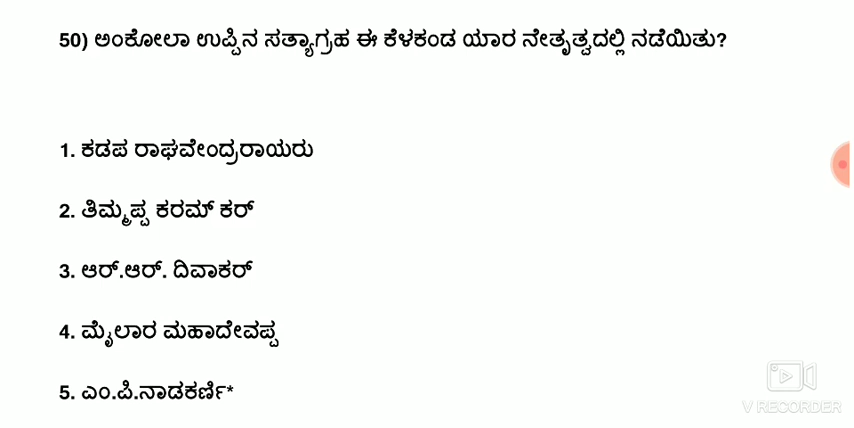 50) ಅಂಕೋಲಾ ಉಪ್ಪಿನ ಸತ್ಯಾಗ್ರಹ ಈ ಕೆಳಕಂಡ ಯಾರ ನೇತೃತ್ವದಲ್ಲಿ ನಡೆಯಿತು?
1. ಕಡಪ ರಾಘವೇಂದ್ರರಾಯರು
2. ತಿಮ್ಮಪ್ಪ ಕರಮ್ ಕರ್
3. ಆರ್.ಆರ್. ದಿವಾಕರ್
4. ಮೈಲಾರ ಮಹಾದೇವಪ್ಪ
5. ಎಂ.ಪಿ.ನಾಡಕರ್ಣಿ*
V RECORDER